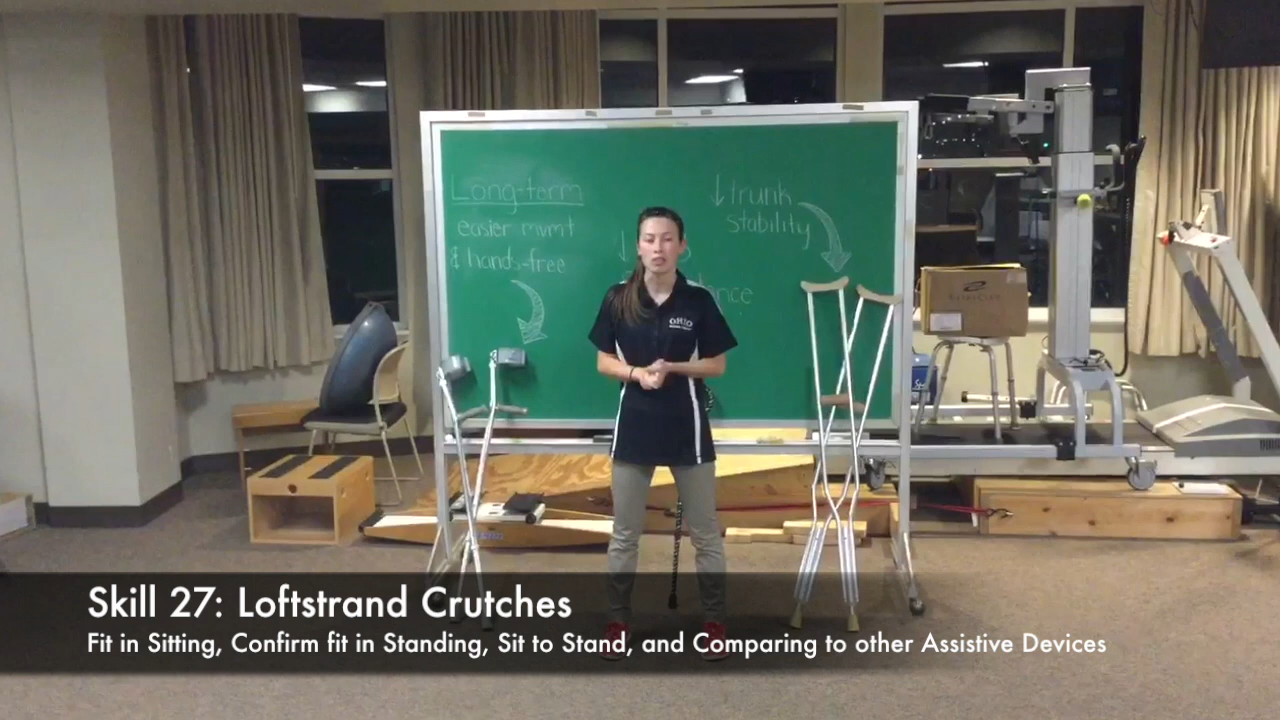 Long-term
easier mvmt
& hands-free
↓ trunk
stability
↓
OHIO
Skill 27: Loftstrand Crutches
Fit in Sitting, Confirm fit in Standing, Sit to Stand, and Comparing to other Assistive Devices